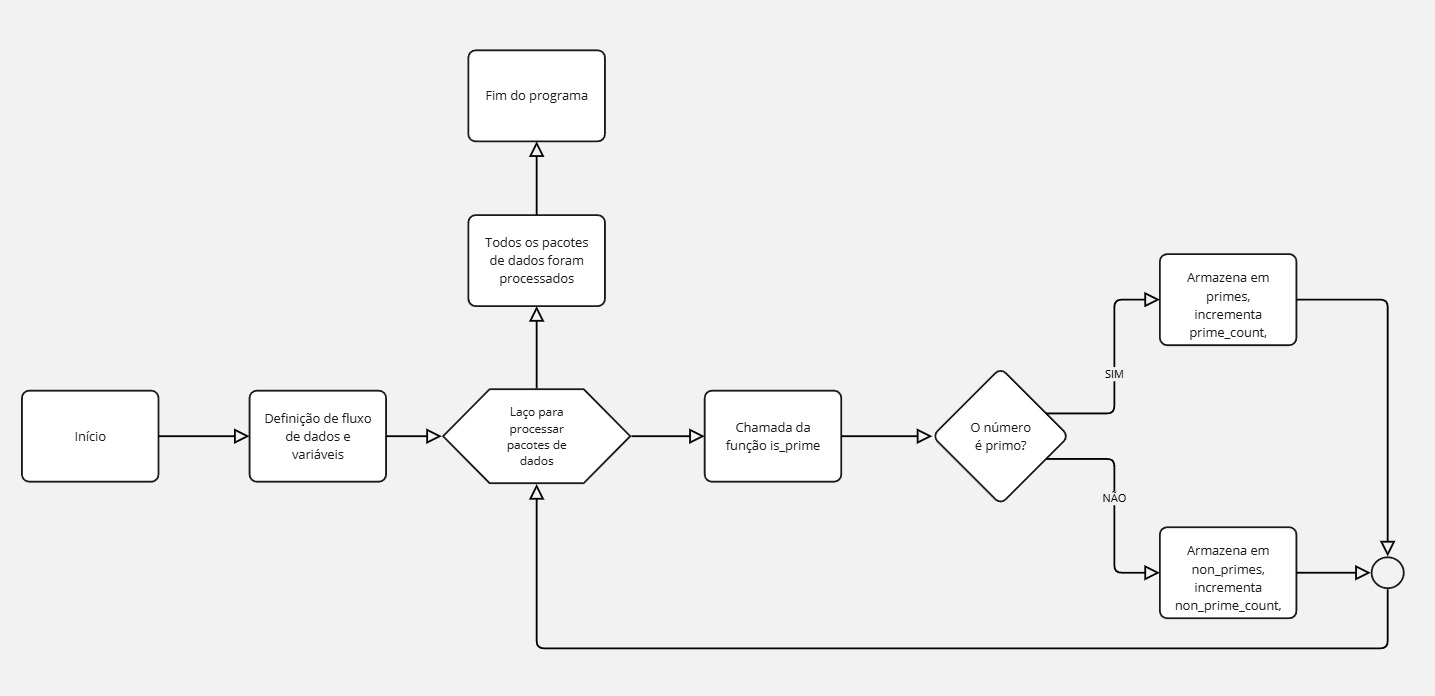 Fim do programa
Todos os pacotes
de dados foram
processados
Início
Definição de fluxo
de dados e
variáveis
Laço para
processar
pacotes de
dados
Chamada da
função is_prime
O número
é primo?
SIM
NÃO
Armazena em
primes,
incrementa
prime_count,
Armazena em
non_primes,
incrementa
non_prime_count,